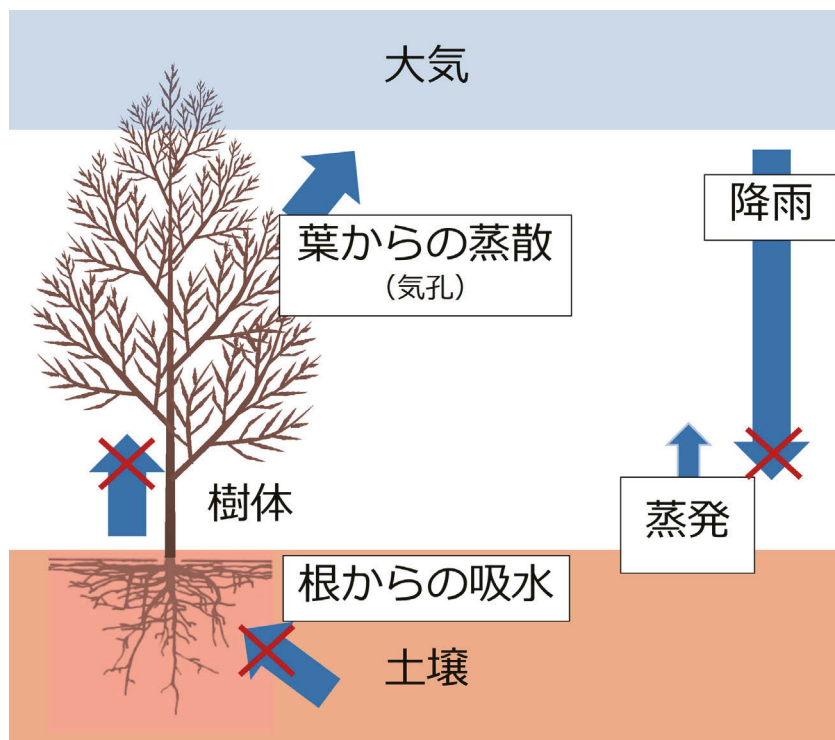 大気
葉からの蒸散
（気孔）
降雨
樹体
蒸発
根からの吸水
土壌